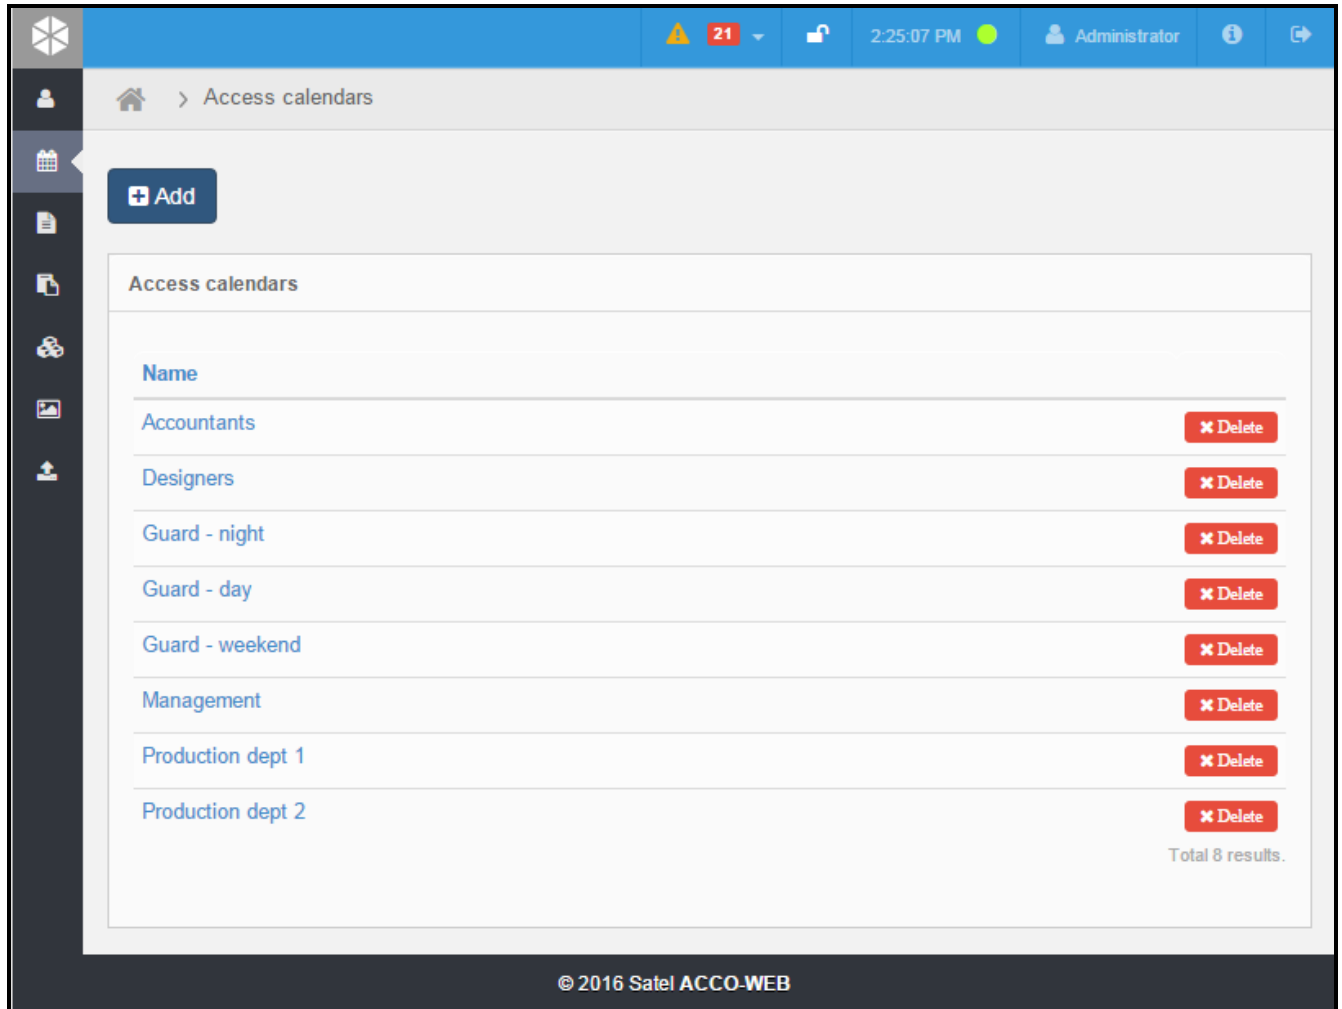 21 2:25:07 PM Administrator
Access calendars
Add
Access calendars
Name
Accountants Delete
Designers Delete
Guard - night Delete
Guard - day Delete
Guard - weekend Delete
Management Delete
Production dept 1 Delete
Production dept 2 Delete
Total 8 results.
© 2016 Satel ACCO-WEB